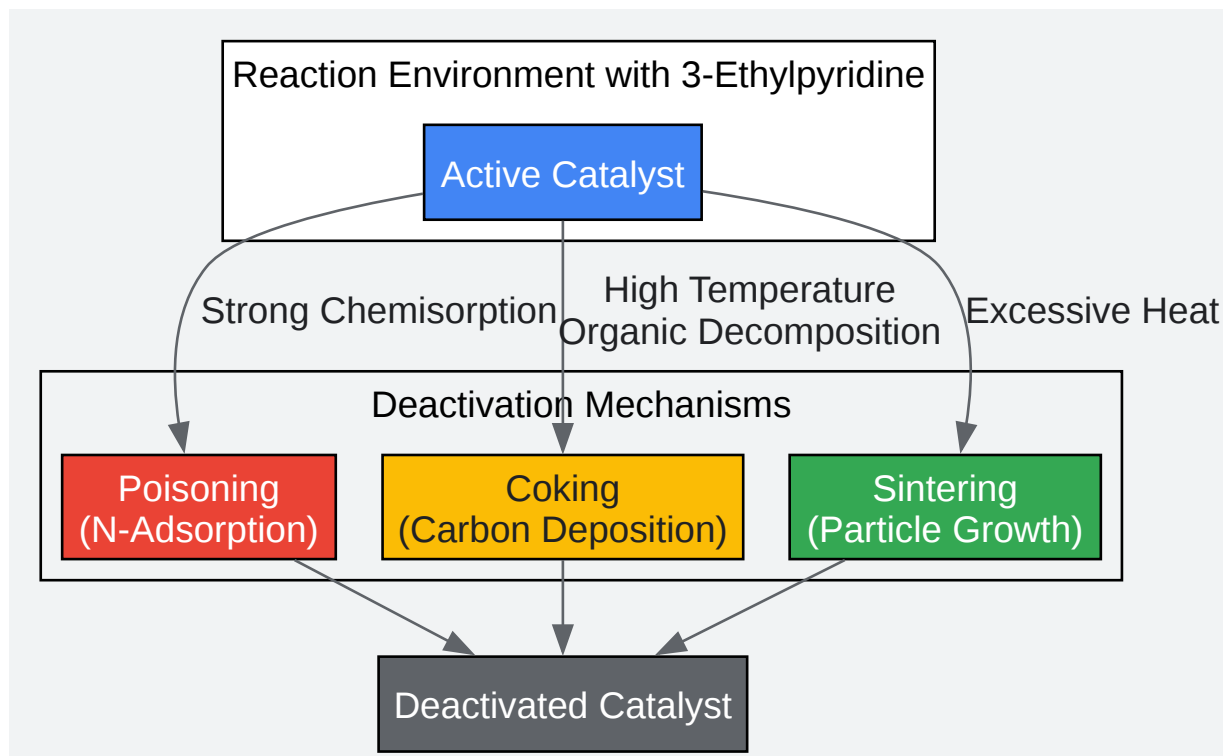 Reaction Environment with 3-Ethylpyridine
Active Catalyst
Strong Chemisorption
High Temperature
Organic Decomposition
Excessive Heat
Deactivation Mechanisms
Poisoning
(N-Adsorption)
Coking
(Carbon Deposition)
Sintering
(Particle Growth)
Deactivated Catalyst